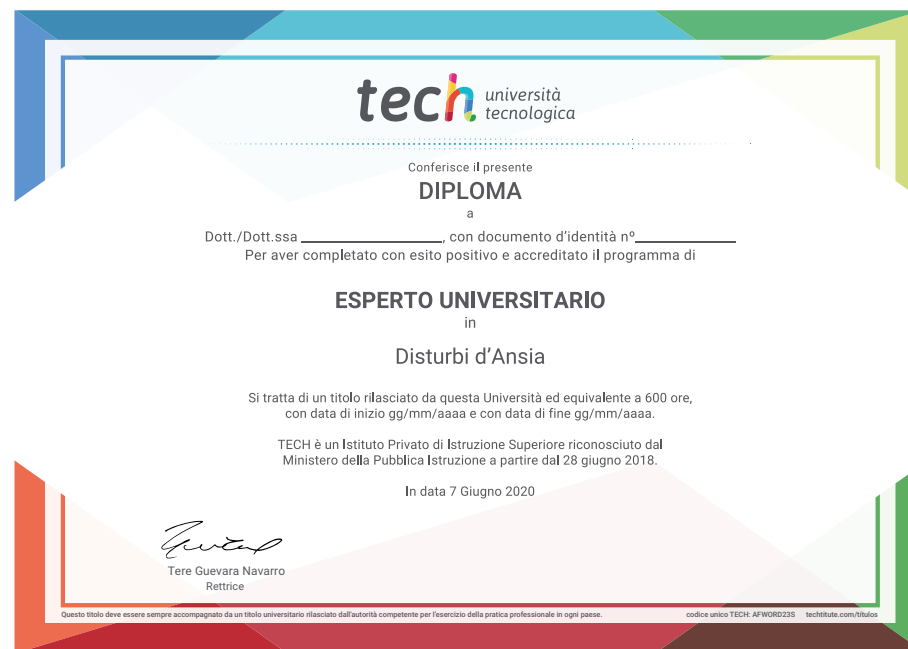 tech università
tecnologica
Conferisce il presente
DIPLOMA
a
Dott./Dott.ssa ____________________, con documento d'identità nº______________
Per aver completato con esito positivo e accreditato il programma di
ESPERTO UNIVERSITARIO
in
Disturbi d'Ansia
Si tratta di un titolo rilasciato da questa Università ed equivalente a 600 ore,
con data di inizio gg/mm/aaaa e con data di fine gg/mm/aaaa.
TECH è un Istituto Privato di Istruzione Superiore riconosciuto dal
Ministero della Pubblica Istruzione a partire dal 28 giugno 2018.
In data 7 Giugno 2020
Tere Guevara Navarro
Rettrice
Questo titolo deve essere sempre accompagnato da un titolo universitario rilasciato dall'autorità competente per l'esercizio della pratica professionale in ogni paese. codice unico TECH: AFWORD23S techtitute.com/titulos